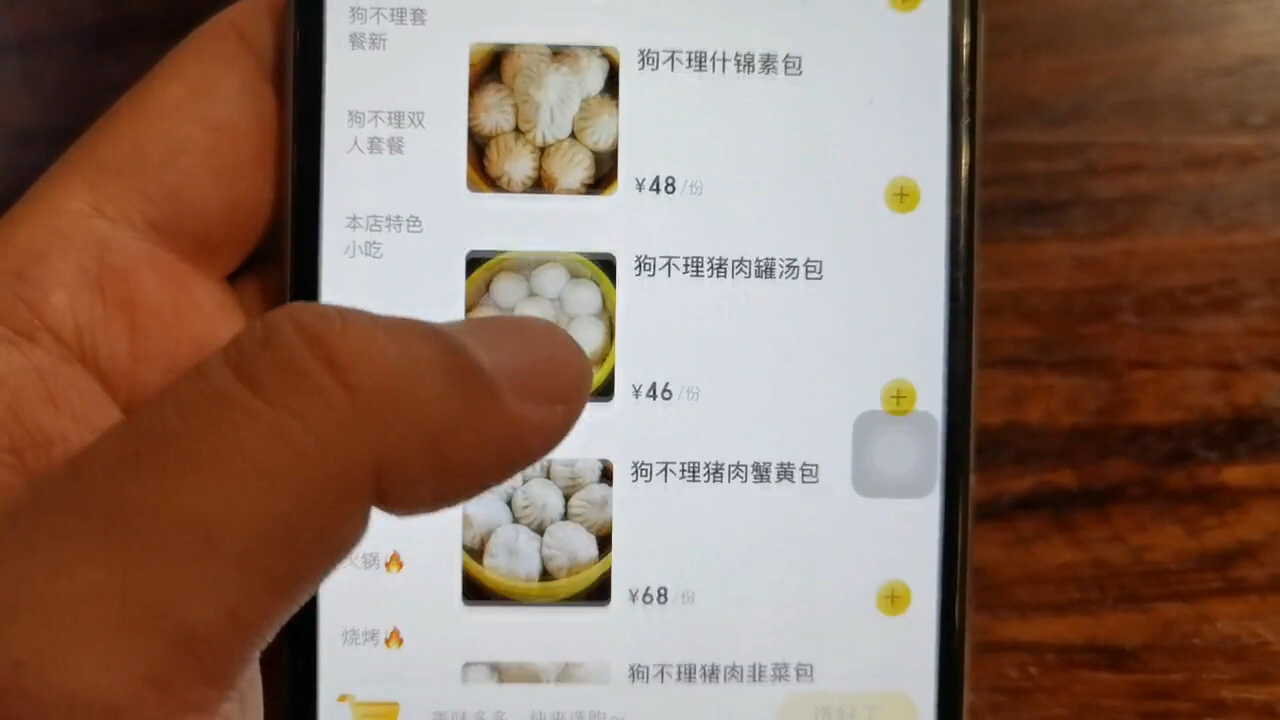 狗不理套
餐新
狗不理什锦素包
狗不理双
人套餐
¥48/份
本店特色
小吃
狗不理猪肉罐汤包
¥46/份
狗不理猪肉蟹黄包
火锅🔥
¥68/份
烧烤🔥
狗不理猪肉韭菜包